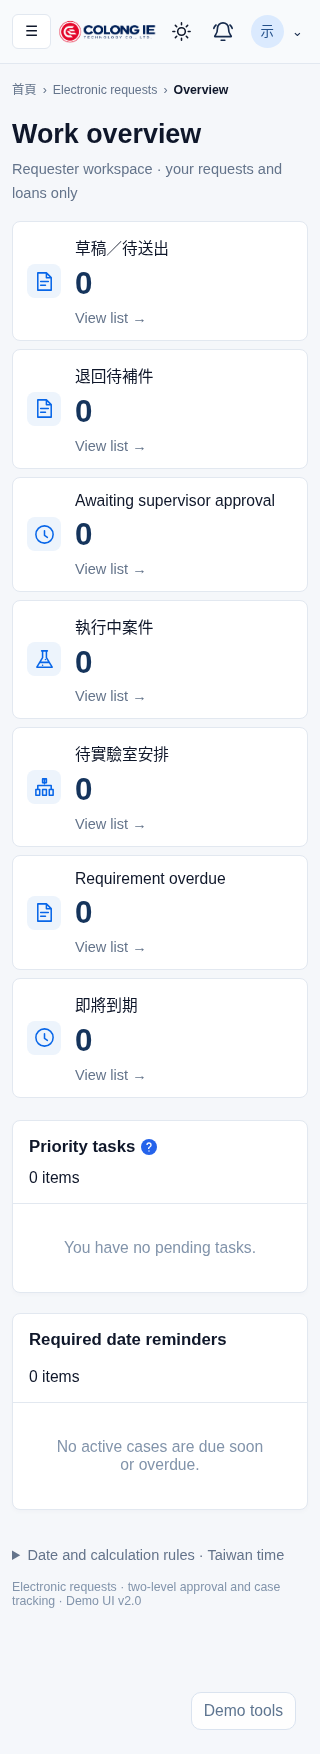 ☰ COLONG IE 示
TECHNOLOGY CO., LTD.
首頁 › Electronic requests › Overview
Work overview
Requester workspace · your requests and
loans only
草稿／待送出
0
View list →
退回待補件
0
View list →
Awaiting supervisor approval
0
View list →
執行中案件
0
View list →
待實驗室安排
0
View list →
Requirement overdue
0
View list →
即將到期
0
View list →
Priority tasks ?
0 items
You have no pending tasks.
Required date reminders
0 items
No active cases are due soon
or overdue.
Date and calculation rules · Taiwan time
Electronic requests · two-level approval and case
tracking · Demo UI v2.0
Demo tools